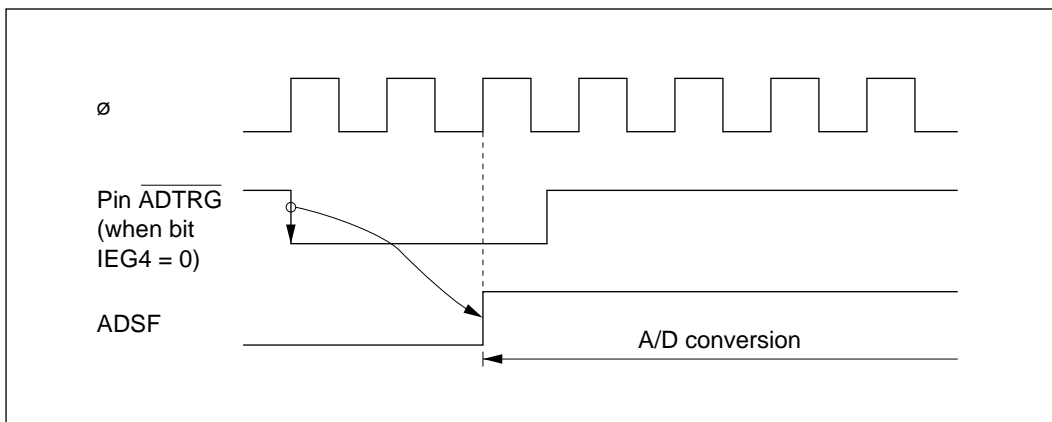 ø
Pin ADTRG
(when bit
IEG4 = 0)
ADSF
A/D conversion